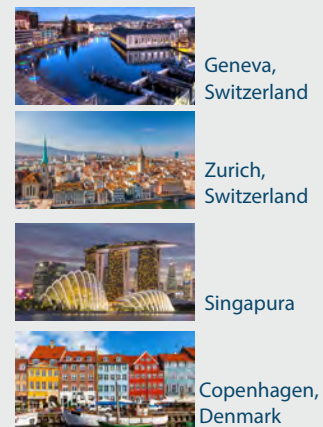 Geneva,
Switzerland
Zurich,
Switzerland
Singapura
Copenhagen,
Denmark